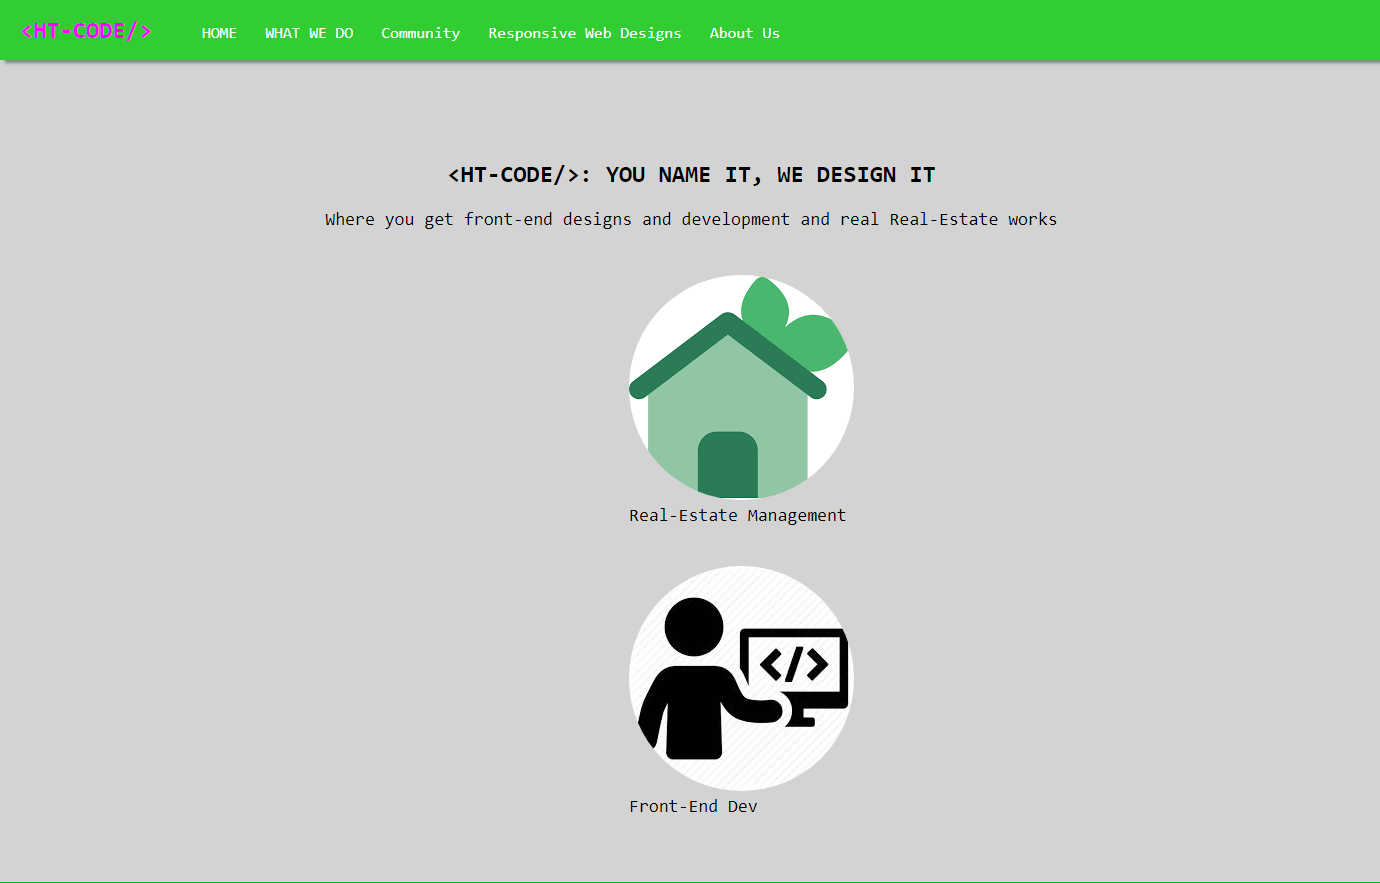 <HT-CODE/> HOME WHAT WE DO Community Responsive Web Designs About Us
<HT-CODE/>: YOU NAME IT, WE DESIGN IT
Where you get front-end designs and development and real Real-Estate works
Real-Estate Management
</>
Front-End Dev